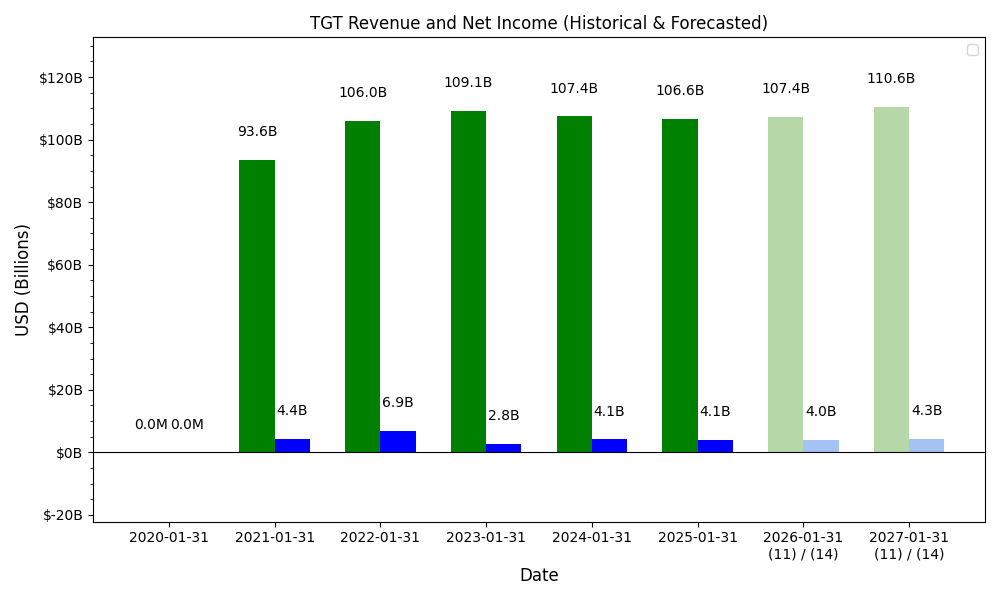 TGT Revenue and Net Income (Historical & Forecasted)
$120B
$100B
$80B
$60B
$40B
$20B
$0B
$-20B
USD (Billions)
0.0M 0.0M
93.6B
4.4B
106.0B
6.9B
109.1B
2.8B
107.4B
4.1B
106.6B
4.1B
107.4B
4.0B
110.6B
4.3B
2020-01-31
2021-01-31
2022-01-31
2023-01-31
2024-01-31
2025-01-31
2026-01-31
(11) / (14)
2027-01-31
(11) / (14)
Date